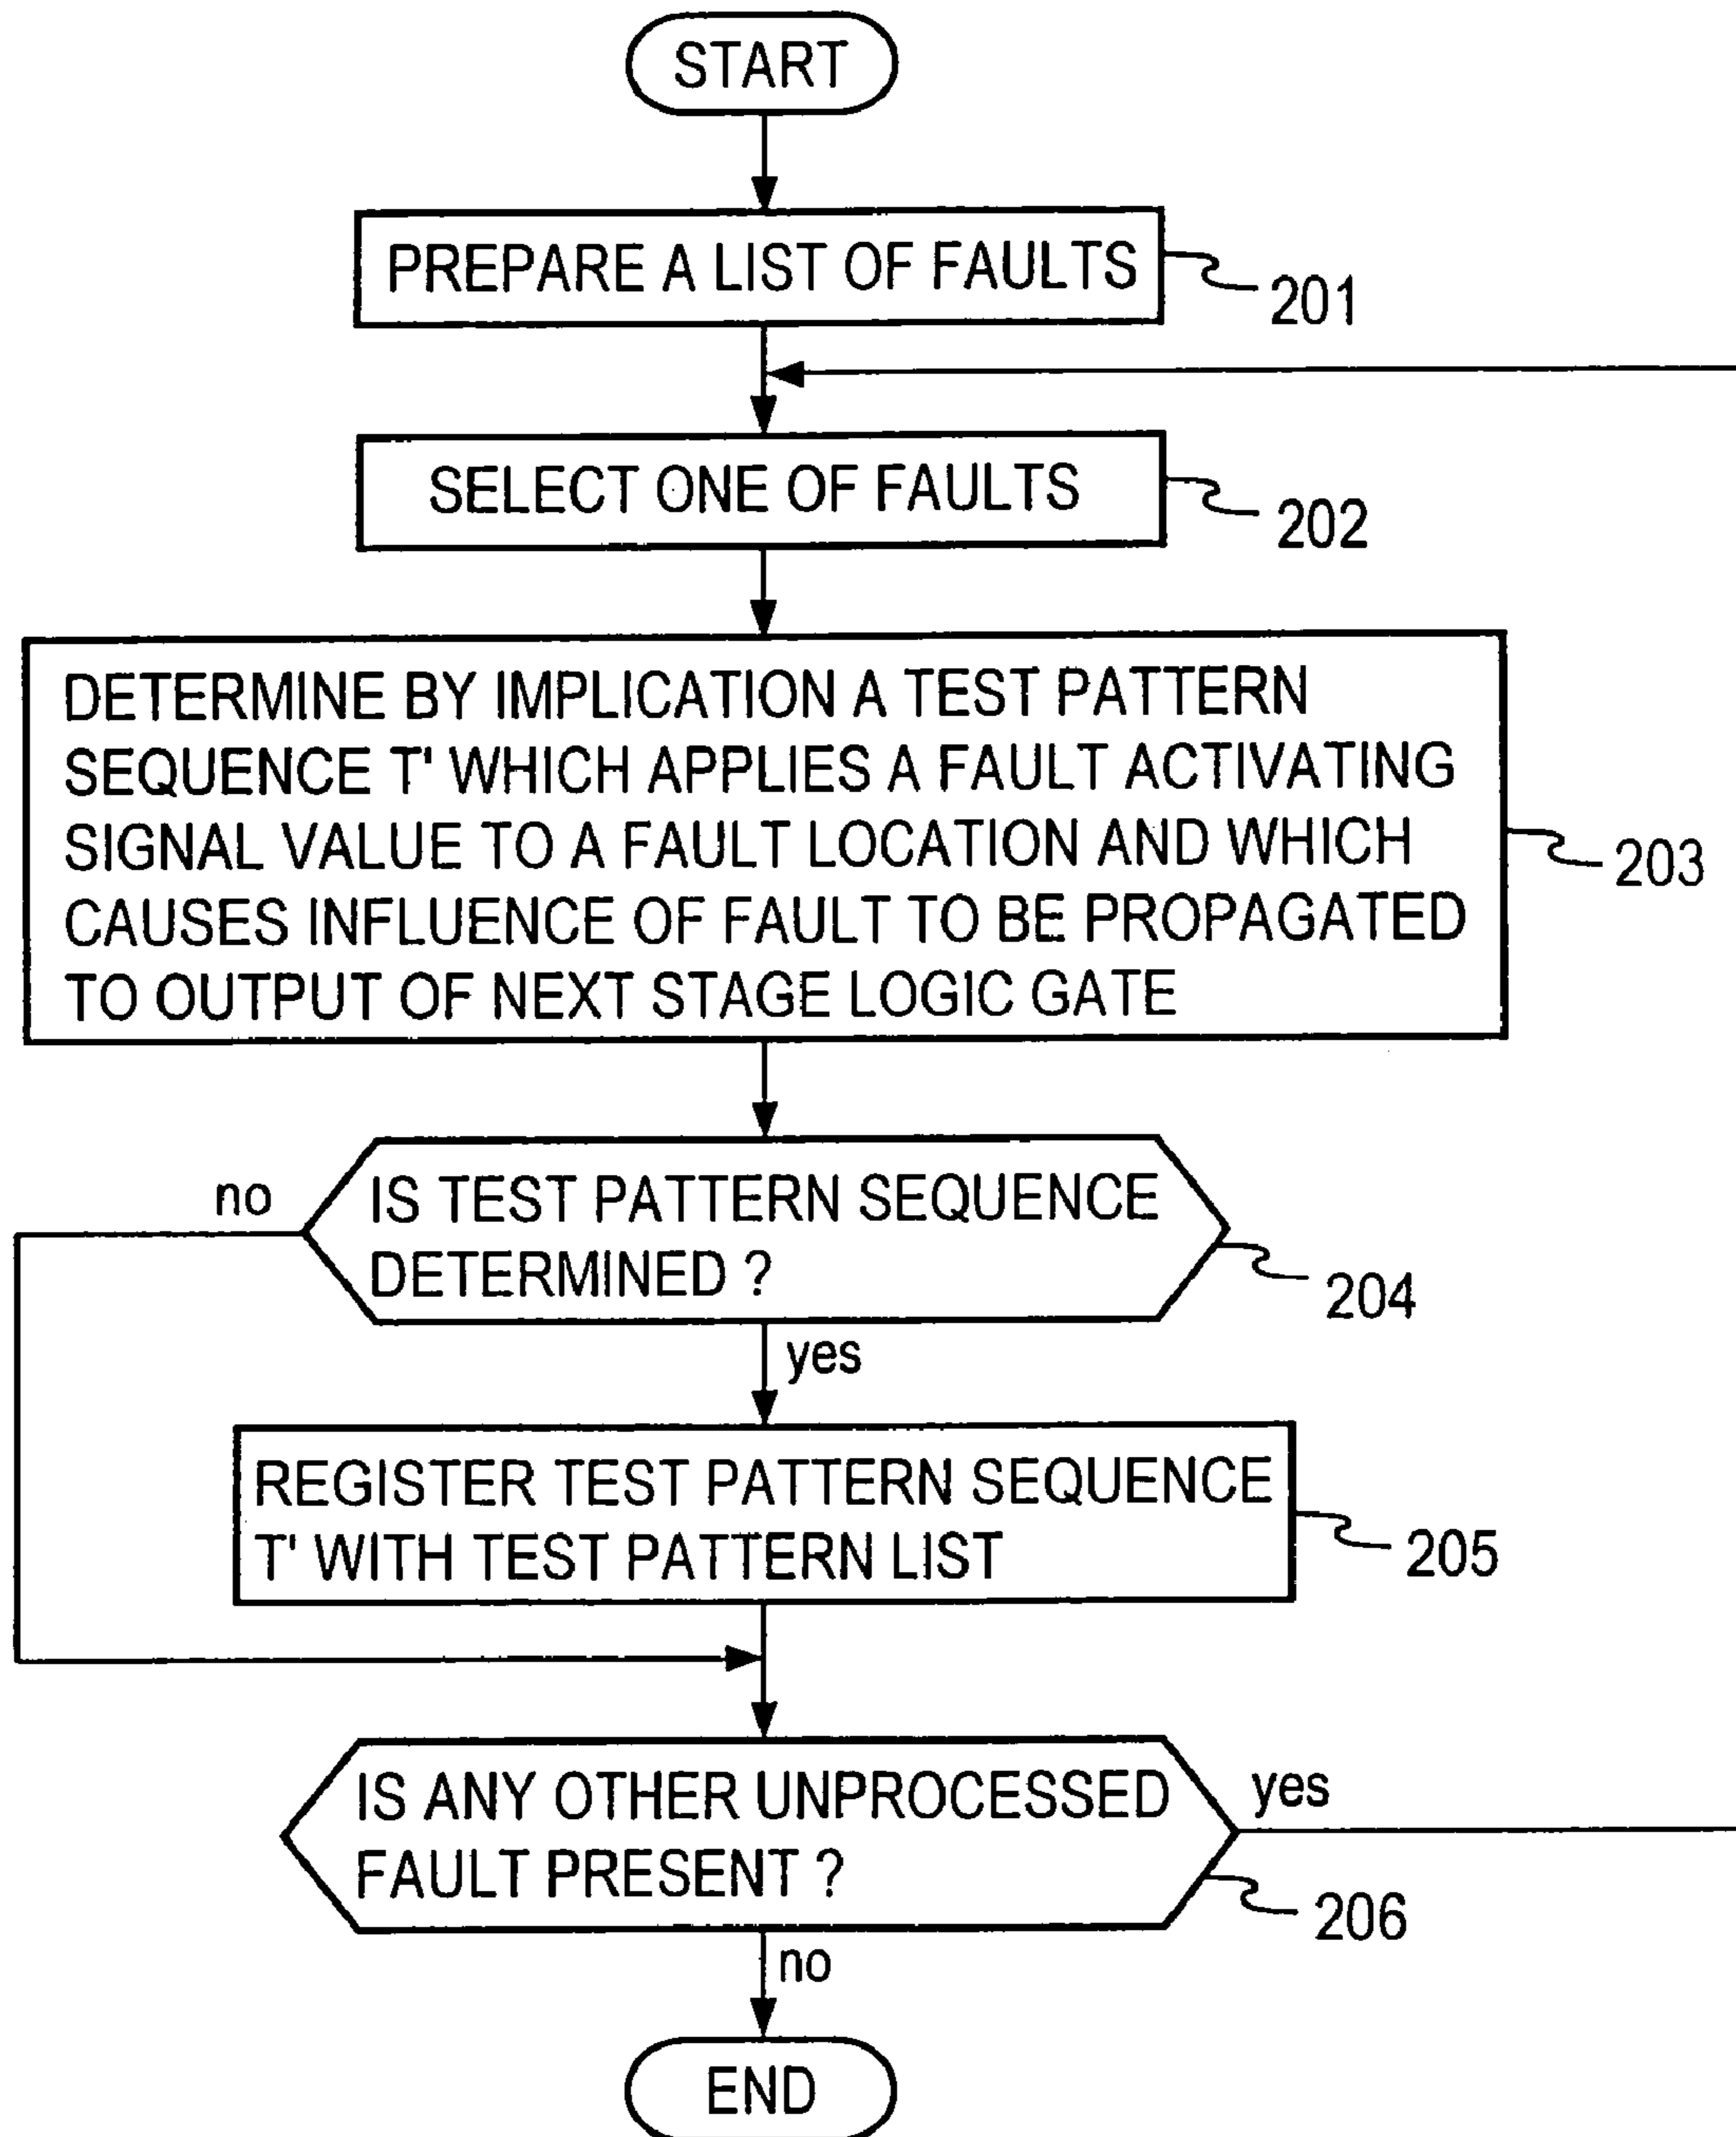 START
PREPARE A LIST OF FAULTS
201
SELECT ONE OF FAULTS
202
DETERMINE BY IMPLICATION A TEST PATTERN
SEQUENCE T' WHICH APPLIES A FAULT ACTIVATING
SIGNAL VALUE TO A FAULT LOCATION AND WHICH
CAUSES INFLUENCE OF FAULT TO BE PROPAGATED
TO OUTPUT OF NEXT STAGE LOGIC GATE
203
no
IS TEST PATTERN SEQUENCE
DETERMINED ?
204
yes
REGISTER TEST PATTERN SEQUENCE
T' WITH TEST PATTERN LIST
205
IS ANY OTHER UNPROCESSED
FAULT PRESENT ?
yes
206
no
END